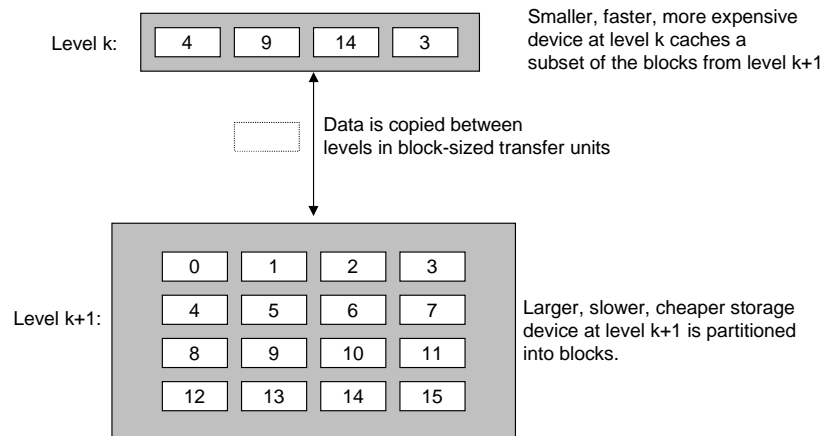 Level k:
4 9 14 3
Smaller, faster, more expensive
device at level k caches a
subset of the blocks from level k+1
Data is copied between
levels in block-sized transfer units
Level k+1:
0 1 2 3
4 5 6 7
8 9 10 11
12 13 14 15
Larger, slower, cheaper storage
device at level k+1 is partitioned
into blocks.